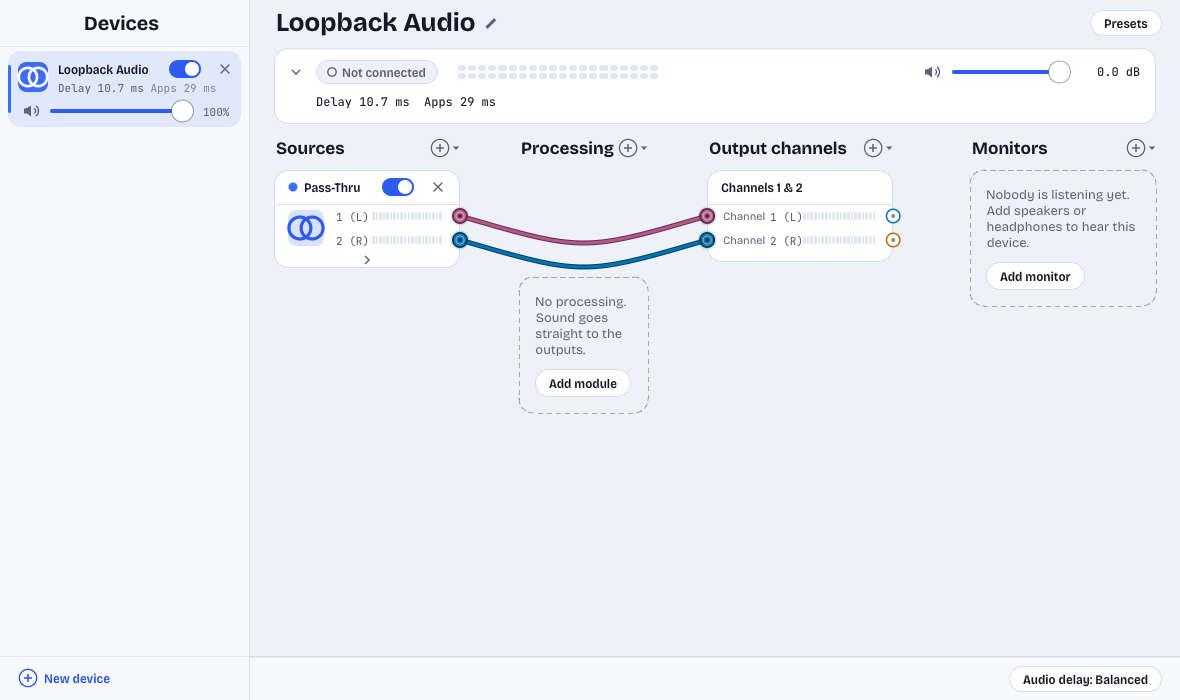 Devices
Loopback Audio
Delay 10.7 ms Apps 29 ms
100%
New device
Loopback Audio
Presets
Not connected
0.0 dB
Delay 10.7 ms Apps 29 ms
Sources
Processing
Output channels
Monitors
Pass-Thru
1 (L)
2 (R)
Channels 1 & 2
Channel 1 (L)
Channel 2 (R)
No processing.
Sound goes
straight to the
outputs.
Add module
Nobody is listening yet.
Add speakers or
headphones to hear this
device.
Add monitor
Audio delay: Balanced